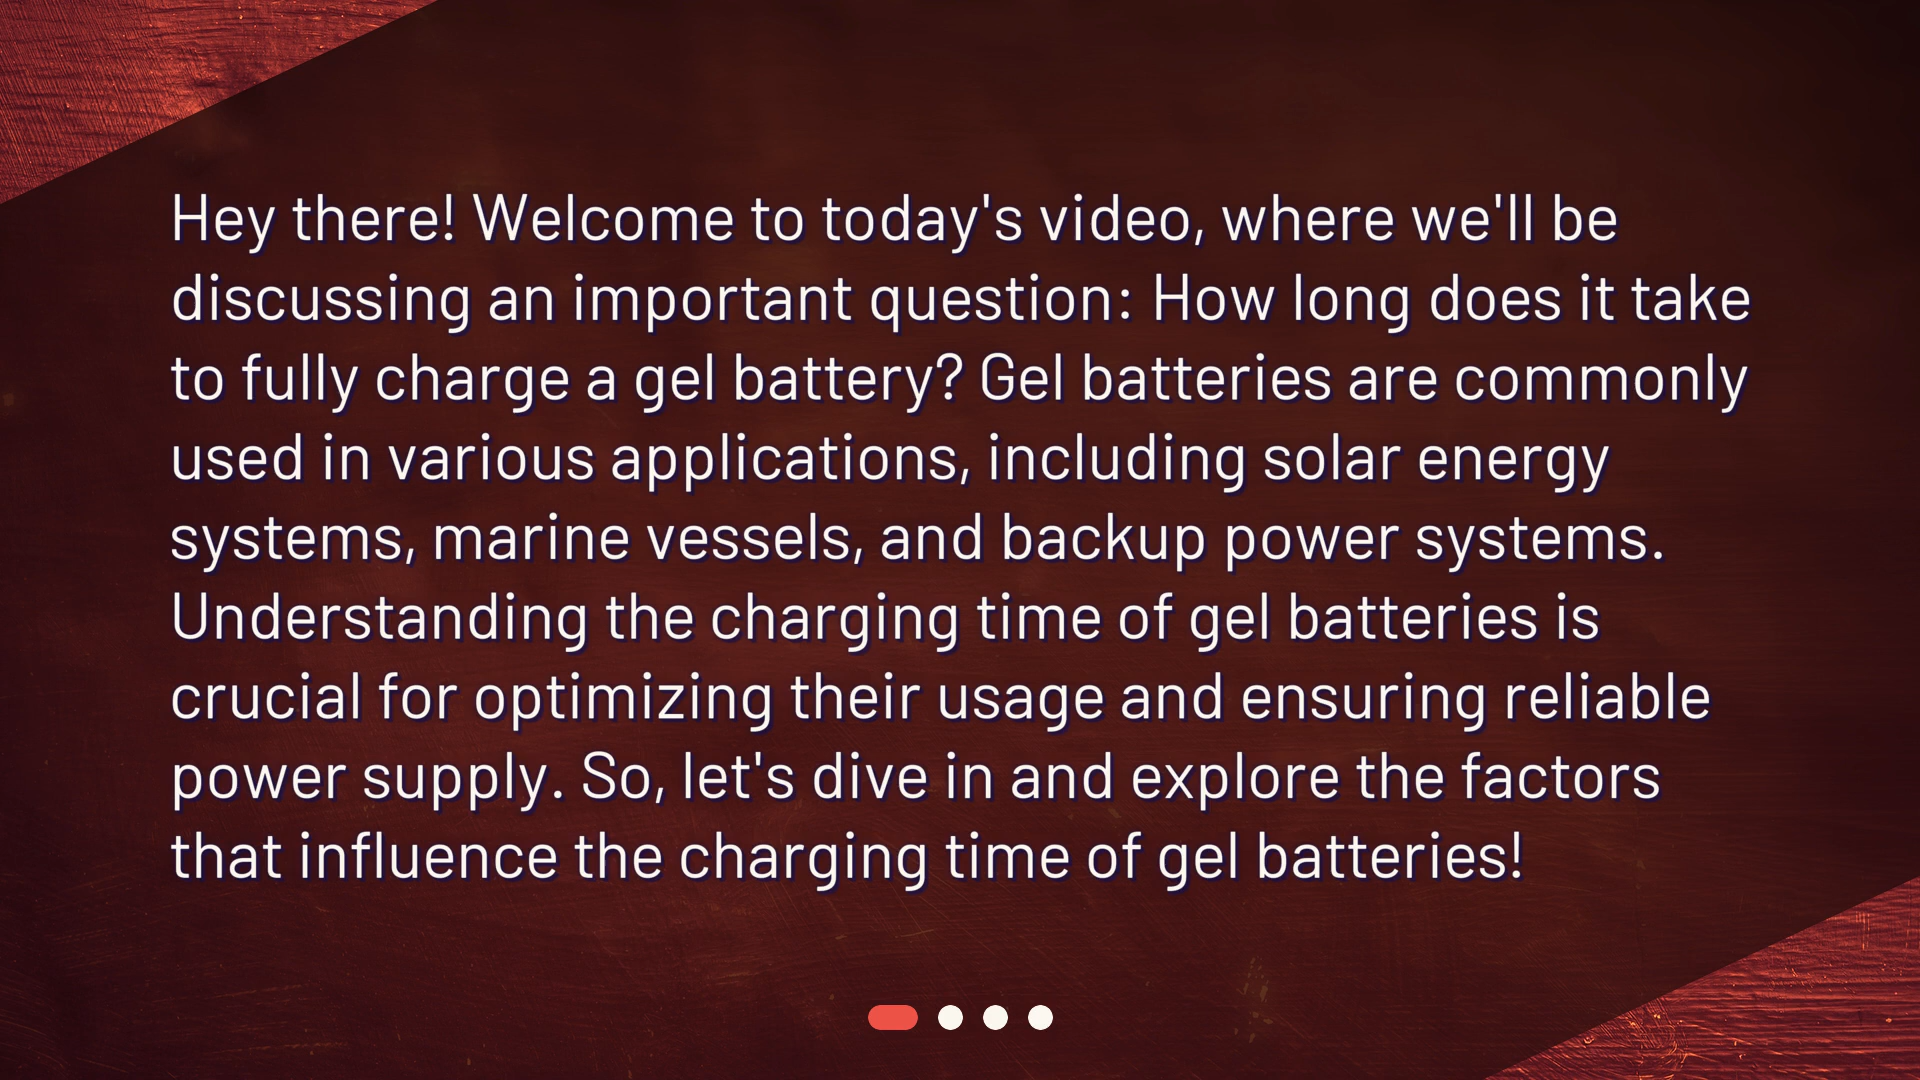 Hey there! Welcome to today's video, where we'll be
discussing an important question: How long does it take
to fully charge a gel battery? Gel batteries are commonly
used in various applications, including solar energy
systems, marine vessels, and backup power systems.
Understanding the charging time of gel batteries is
crucial for optimizing their usage and ensuring reliable
power supply. So, let's dive in and explore the factors
that influence the charging time of gel batteries!